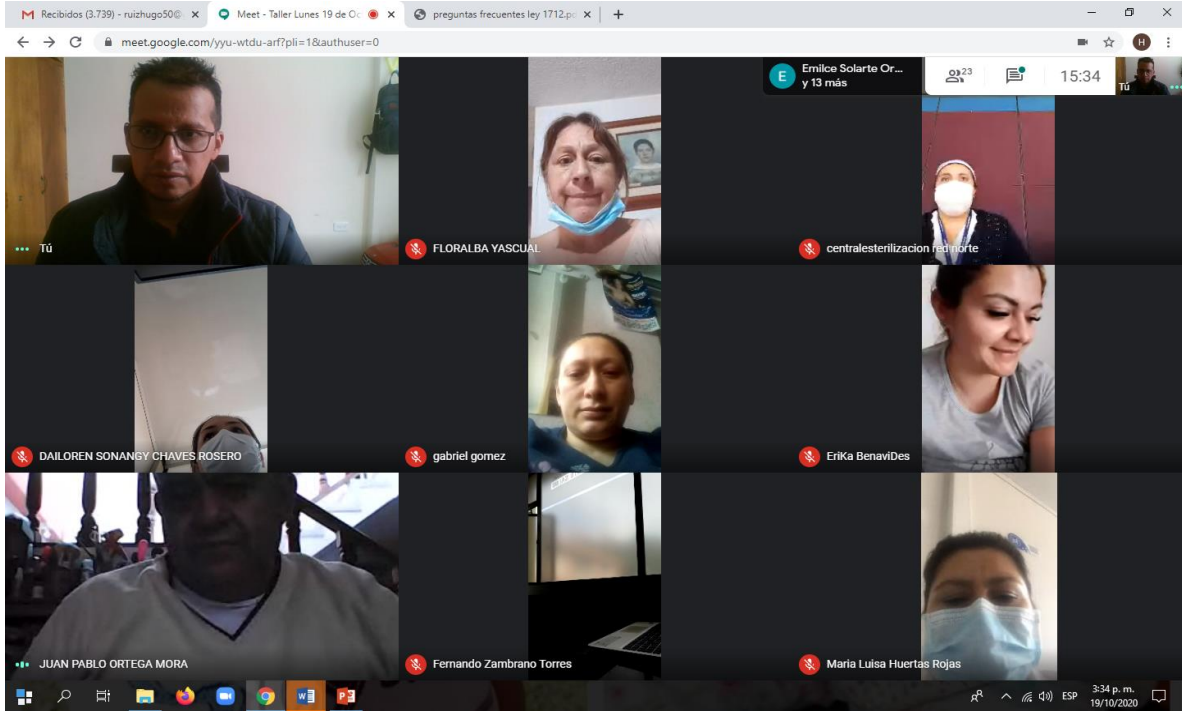 Recibidos (3.739) - ruizhugo50@
Meet - Taller Lunes 19 de Oc
preguntas frecuentes ley 1712.p
meet.google.com/yyu-wtdu-arf?pli=1&authuser=0
H
E
Emilce Solarte Or...
y 13 más
23
15:34
Tú
Tú
FLORALBA YASCUAL
centralesterilizacion red norte
DAILOREN SONANGY CHAVES ROSERO
gabriel gomez
EriKa BenaviDes
JUAN PABLO ORTEGA MORA
Fernando Zambrano Torres
Maria Luisa Huertas Rojas
ESP
3:34 p. m.
19/10/2020